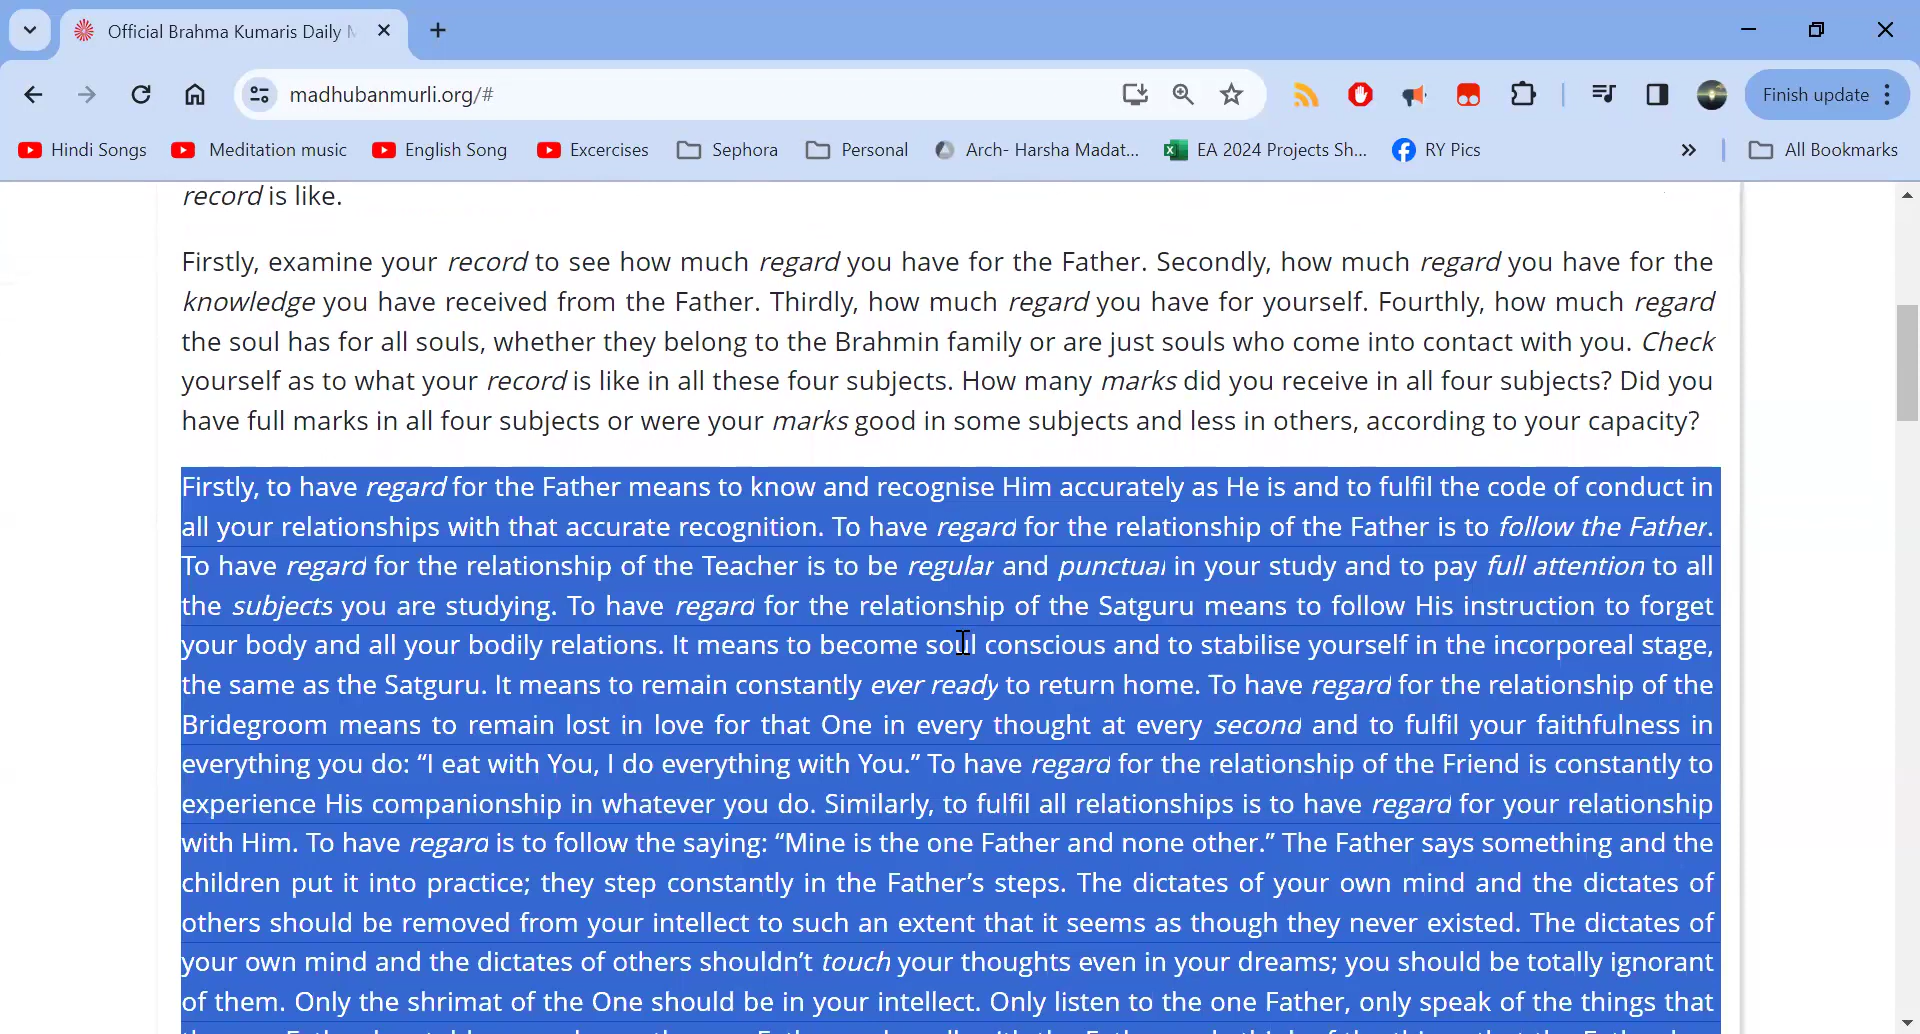 Official Brahma Kumaris Daily
madhubanmurli.org/#
Finish update
Hindi Songs
Meditation music
English Song
Excercises
Sephora
Personal
Arch- Harsha Madat...
EA 2024 Projects Sh...
RY Pics
»
All Bookmarks
record is like.
Firstly, examine your record to see how much regard you have for the Father. Secondly, how much regard you have for the
knowledge you have received from the Father. Thirdly, how much regard you have for yourself. Fourthly, how much regard
the soul has for all souls, whether they belong to the Brahmin family or are just souls who come into contact with you. Check
yourself as to what your record is like in all these four subjects. How many marks did you receive in all four subjects? Did you
have full marks in all four subjects or were your marks good in some subjects and less in others, according to your capacity?
Firstly, to have regard for the Father means to know and recognise Him accurately as He is and to fulfil the code of conduct in
all your relationships with that accurate recognition. To have regard for the relationship of the Father is to follow the Father.
To have regard for the relationship of the Teacher is to be regular and punctual in your study and to pay full attention to all
the subjects you are studying. To have regard for the relationship of the Satguru means to follow His instruction to forget
your body and all your bodily relations. It means to become soul conscious and to stabilise yourself in the incorporeal stage,
the same as the Satguru. It means to remain constantly ever ready to return home. To have regard for the relationship of the
Bridegroom means to remain lost in love for that One in every thought at every second and to fulfil your faithfulness in
everything you do: “I eat with You, I do everything with You.” To have regard for the relationship of the Friend is constantly to
experience His companionship in whatever you do. Similarly, to fulfil all relationships is to have regard for your relationship
with Him. To have regard is to follow the saying: “Mine is the one Father and none other.” The Father says something and the
children put it into practice; they step constantly in the Father’s steps. The dictates of your own mind and the dictates of
others should be removed from your intellect to such an extent that it seems as though they never existed. The dictates of
your own mind and the dictates of others shouldn’t touch your thoughts even in your dreams; you should be totally ignorant
of them. Only the shrimat of the One should be in your intellect. Only listen to the one Father, only speak of the things that